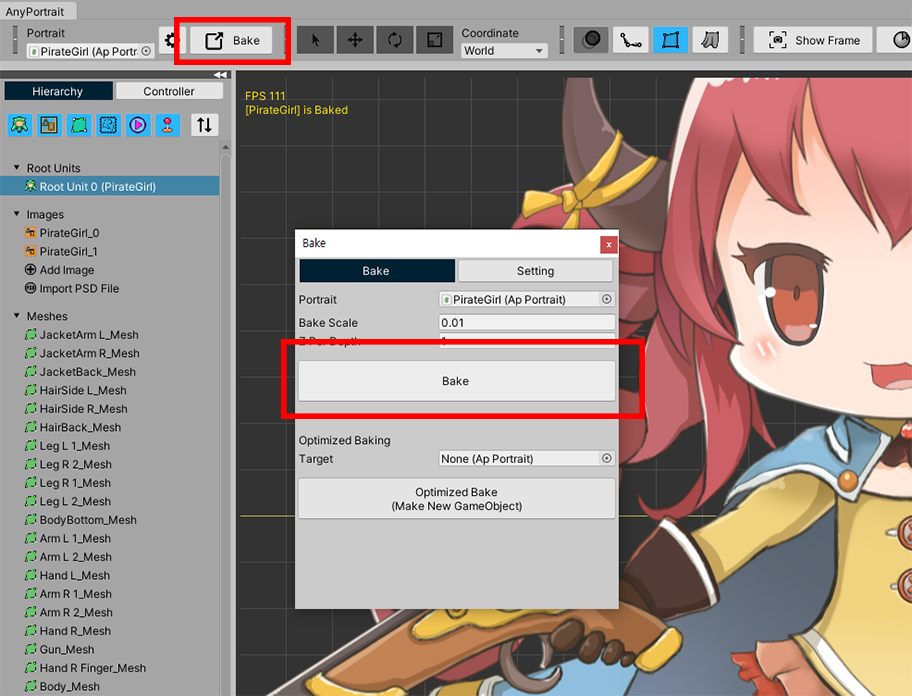 AnyPortrait
Portrait
PirateGirl (Ap Portr
Bake
Coordinate
World
Show Frame
Hierarchy
Controller
FPS 111
[PirateGirl] is Baked
Root Units
Root Unit 0 (PirateGirl)
Images
PirateGirl_0
PirateGirl_1
Add Image
Import PSD File
Meshes
JacketArm L_Mesh
JacketArm R_Mesh
JacketBack_Mesh
HairSide L_Mesh
HairSide R_Mesh
HairBack_Mesh
Leg L 1_Mesh
Leg R 2_Mesh
Leg R 1_Mesh
Leg L 2_Mesh
BodyBottom_Mesh
Arm L 1_Mesh
Arm L 2_Mesh
Hand L_Mesh
Arm R 1_Mesh
Arm R 2_Mesh
Hand R_Mesh
Gun_Mesh
Hand R Finger_Mesh
Body_Mesh
Bake
x
Bake
Setting
Portrait
PirateGirl (Ap Portrait)
Bake Scale
0.01
Z Per Depth
1
Bake
Optimized Baking
Target
None (Ap Portrait)
Optimized Bake
(Make New GameObject)